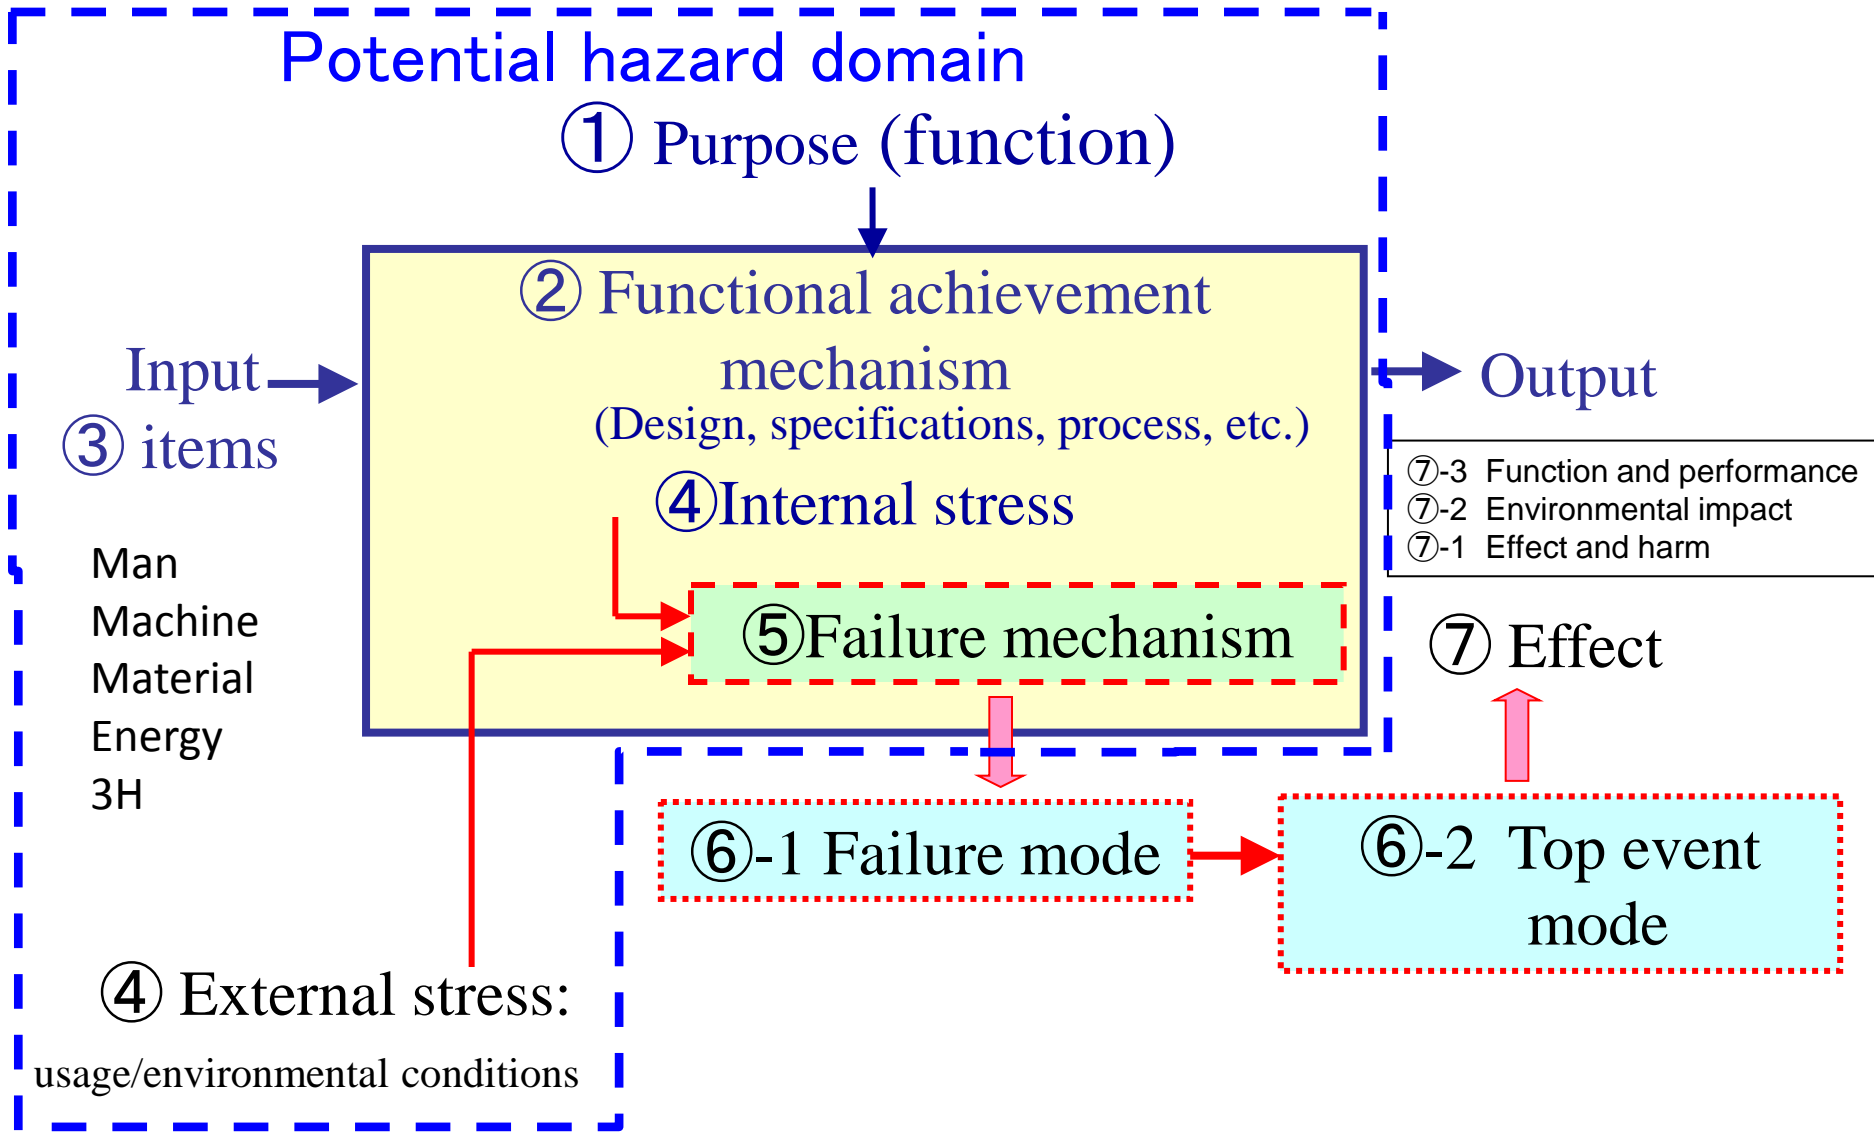 Potential hazard domain
① Purpose (function)
② Functional achievement
mechanism
(Design, specifications, process, etc.)
Input
③ items
Man
Machine
Material
Energy
3H
④Internal stress
⑤Failure mechanism
Output
⑦-3 Function and performance
⑦-2 Environmental impact
⑦-1 Effect and harm
⑦ Effect
⑥-1 Failure mode
⑥-2 Top event
mode
④ External stress:
usage/environmental conditions